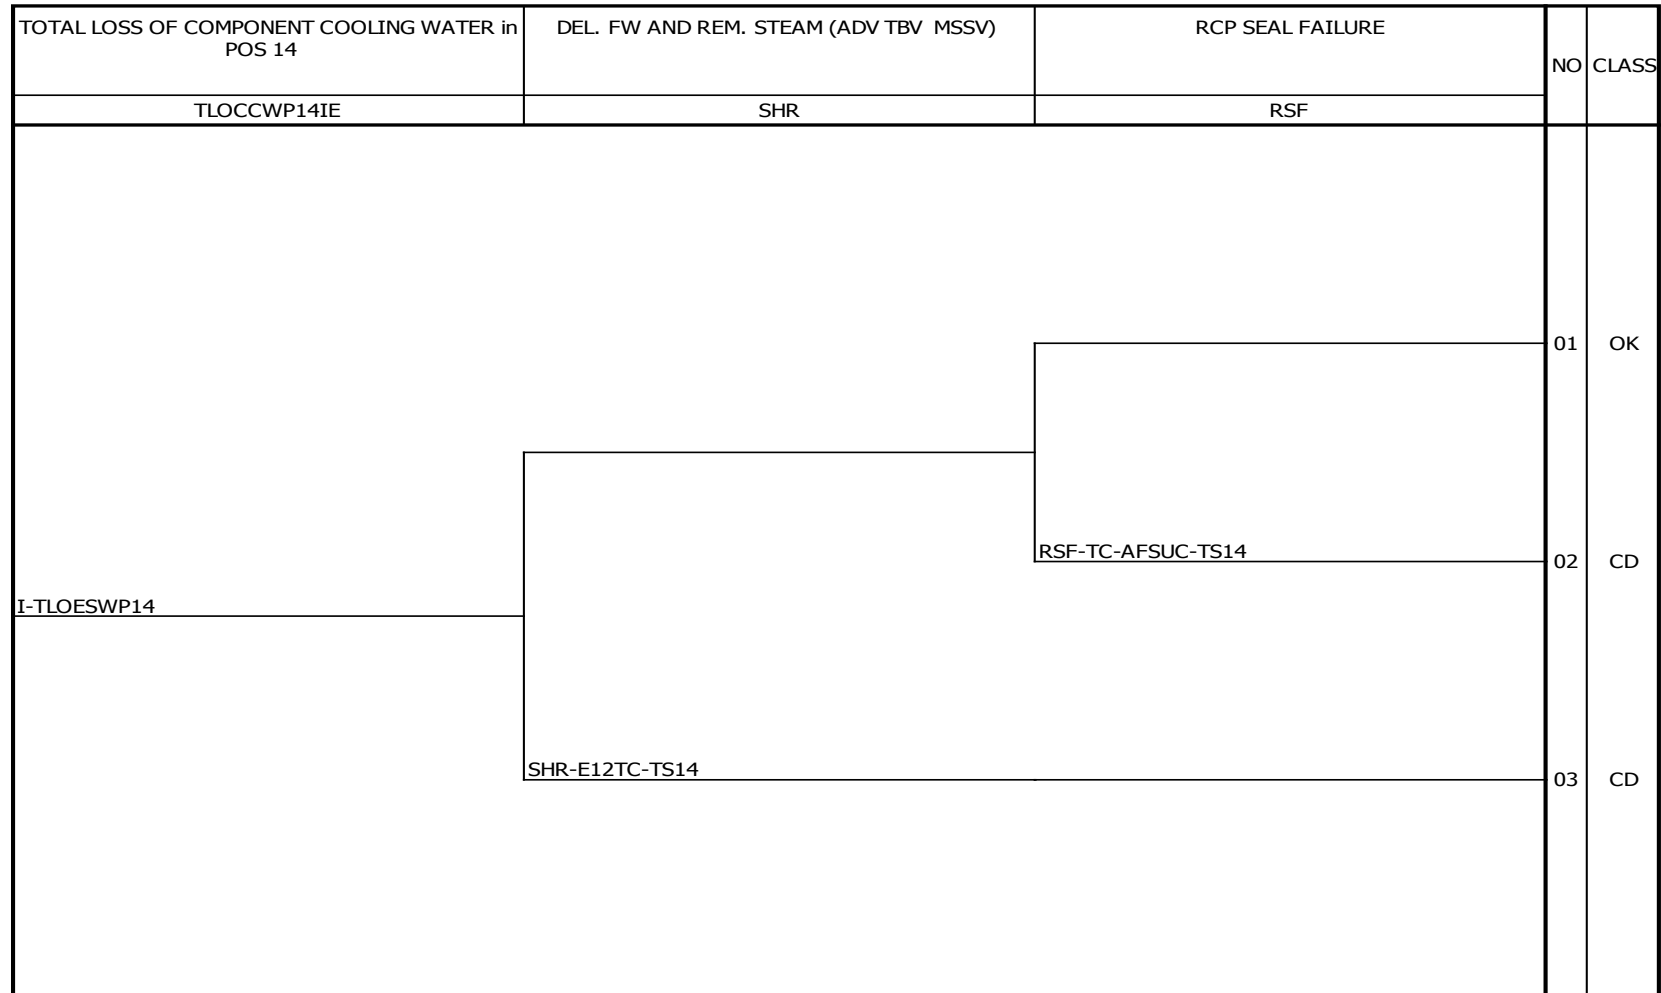 TOTAL LOSS OF COMPONENT COOLING WATER in
POS 14
DEL. FW AND REM. STEAM (ADV TBV MSSV)
RCP SEAL FAILURE
NO
CLASS
TLOCCWP14IE
SHR
RSF
01
OK
RSF-TC-AFSUC-TS14
02
CD
I-TLOESWP14
SHR-E12TC-TS14
03
CD